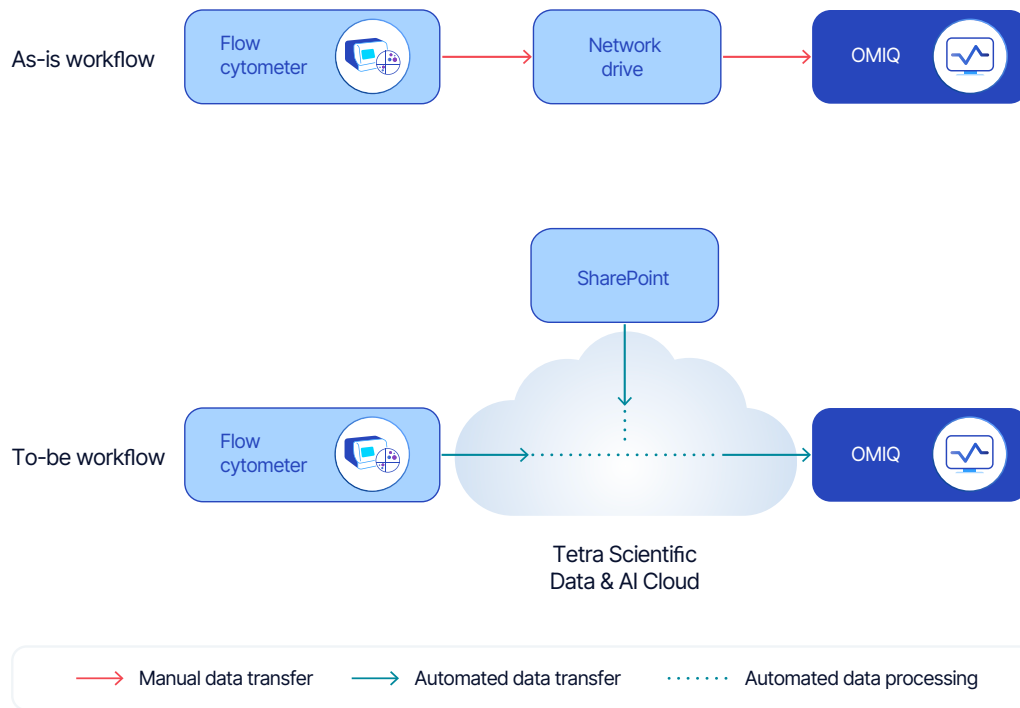 As-is workflow
Flow
cytometer
Network
drive
OMIQ
SharePoint
To-be workflow
Flow
cytometer
OMIQ
Tetra Scientific
Data & AI Cloud
Manual data transfer
Automated data transfer
Automated data processing